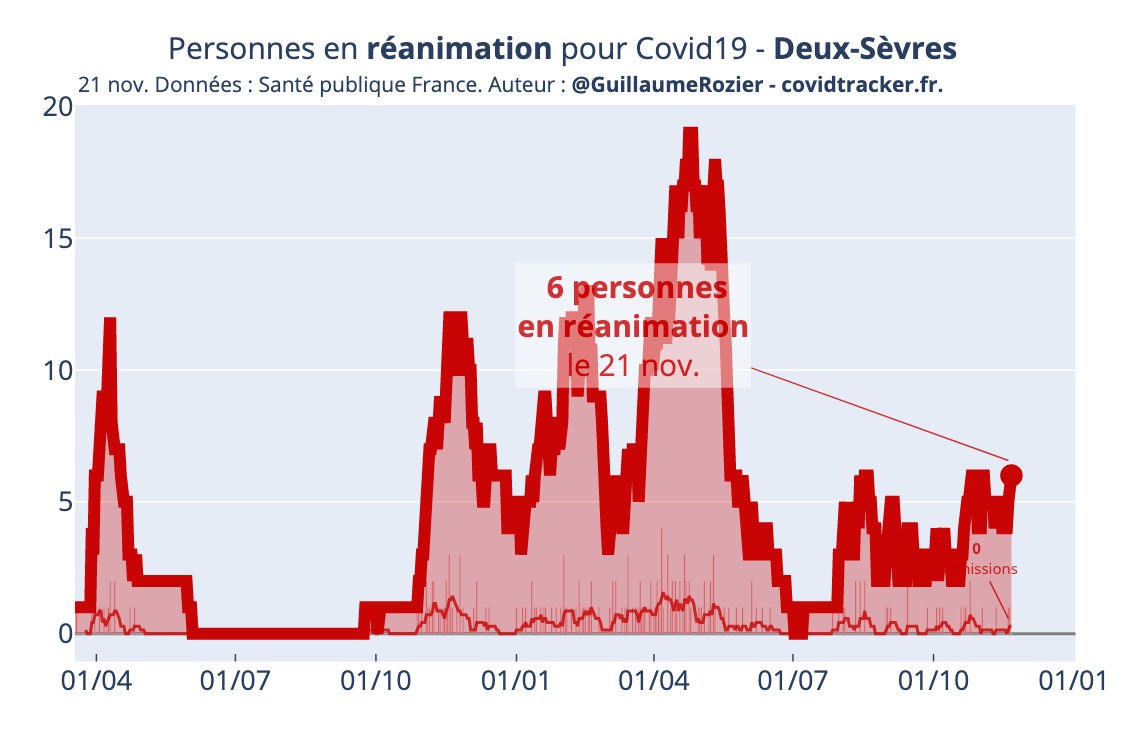 Personnes en réanimation pour Covid19 - Deux-Sèvres
21 nov. Données : Santé publique France. Auteur : @GuillaumeRozier - covidtracker.fr.
20
15
10
5
0
6 personnes
en réanimation
le 21 nov.
0
01/04
01/07
01/10
01/01
01/04
01/07
01/10
01/01